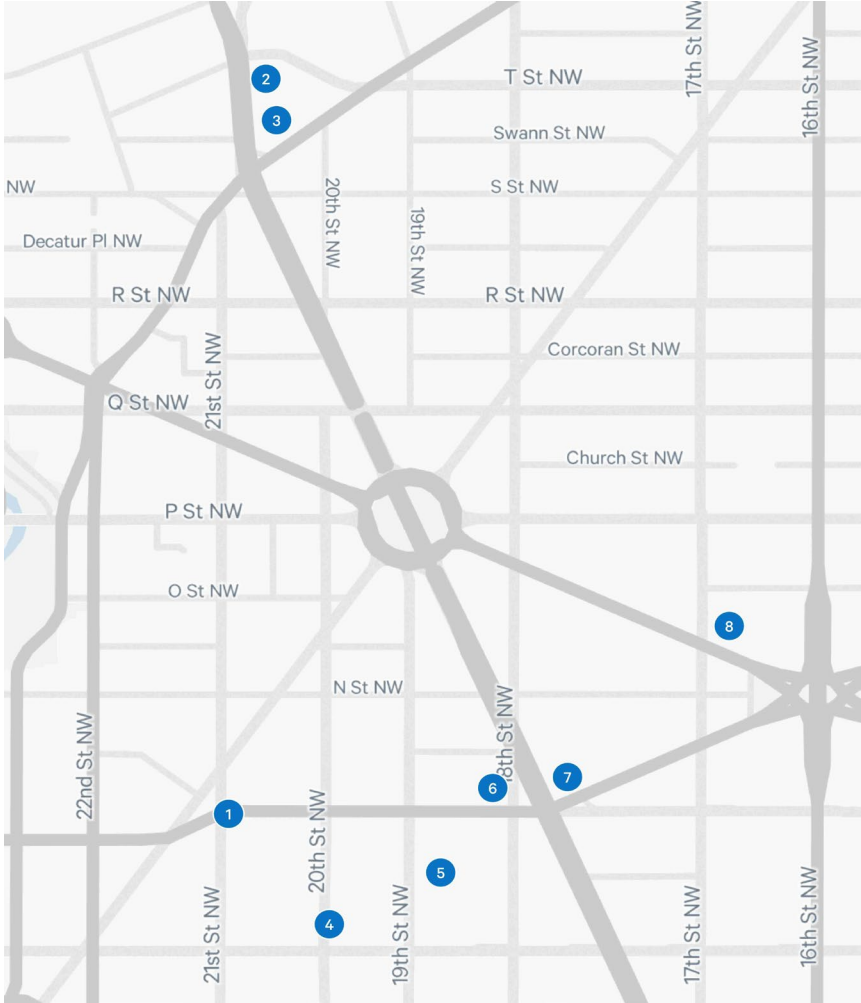 2
T St NW
17th St NW
16th St NW
3
Swann St NW
NW
20th St NW
S St NW
19th St NW
Decatur Pl NW
R St NW
R St NW
21st St NW
Corcoran St NW
Q St NW
Church St NW
P St NW
O St NW
8
N St NW
8th St NW
22nd St NW
7
6
1
20th St NW
5
4
21st St NW
19th St NW
17th St NW
16th St NW